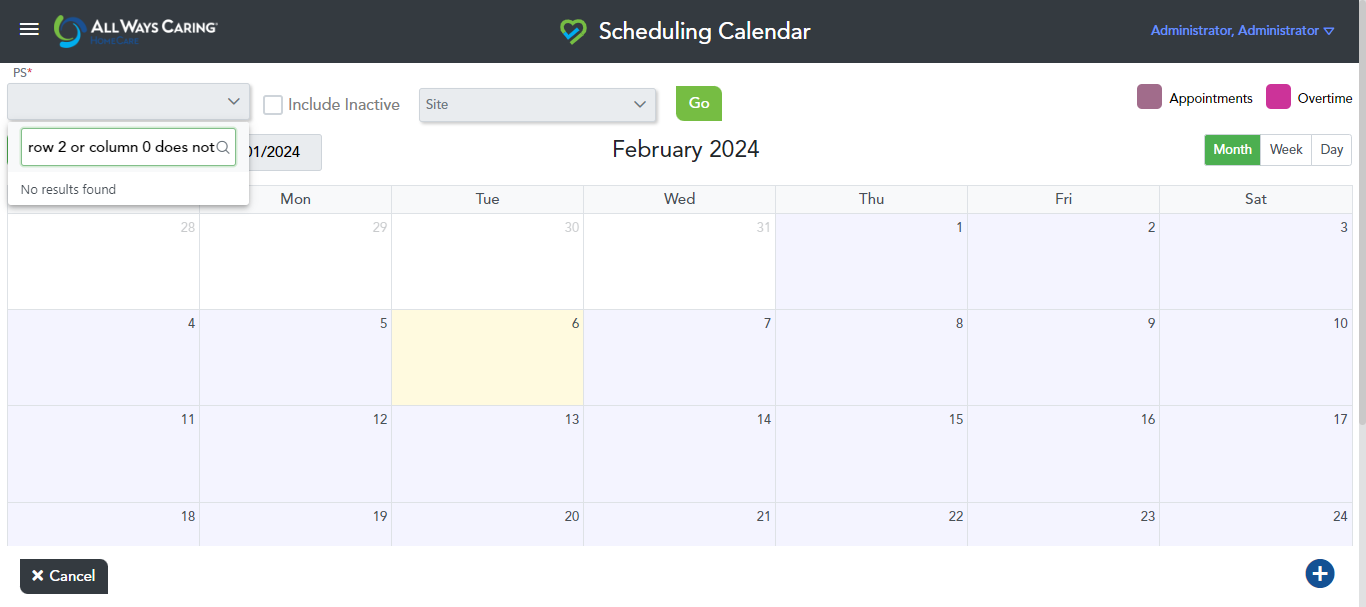 ALL WAYS CARING
HOMECARE
Scheduling Calendar
Administrator, Administrator
PS*
Include Inactive
Site
Go
Appointments
Overtime
row 2 or column 0 does not
01/2024
February 2024
Month
Week
Day
No results found
Mon Tue Wed Thu Fri Sat
28 29 30 31 1 2 3
4 5 6 7 8 9 10
11 12 13 14 15 16 17
18 19 20 21 22 23 24
Cancel